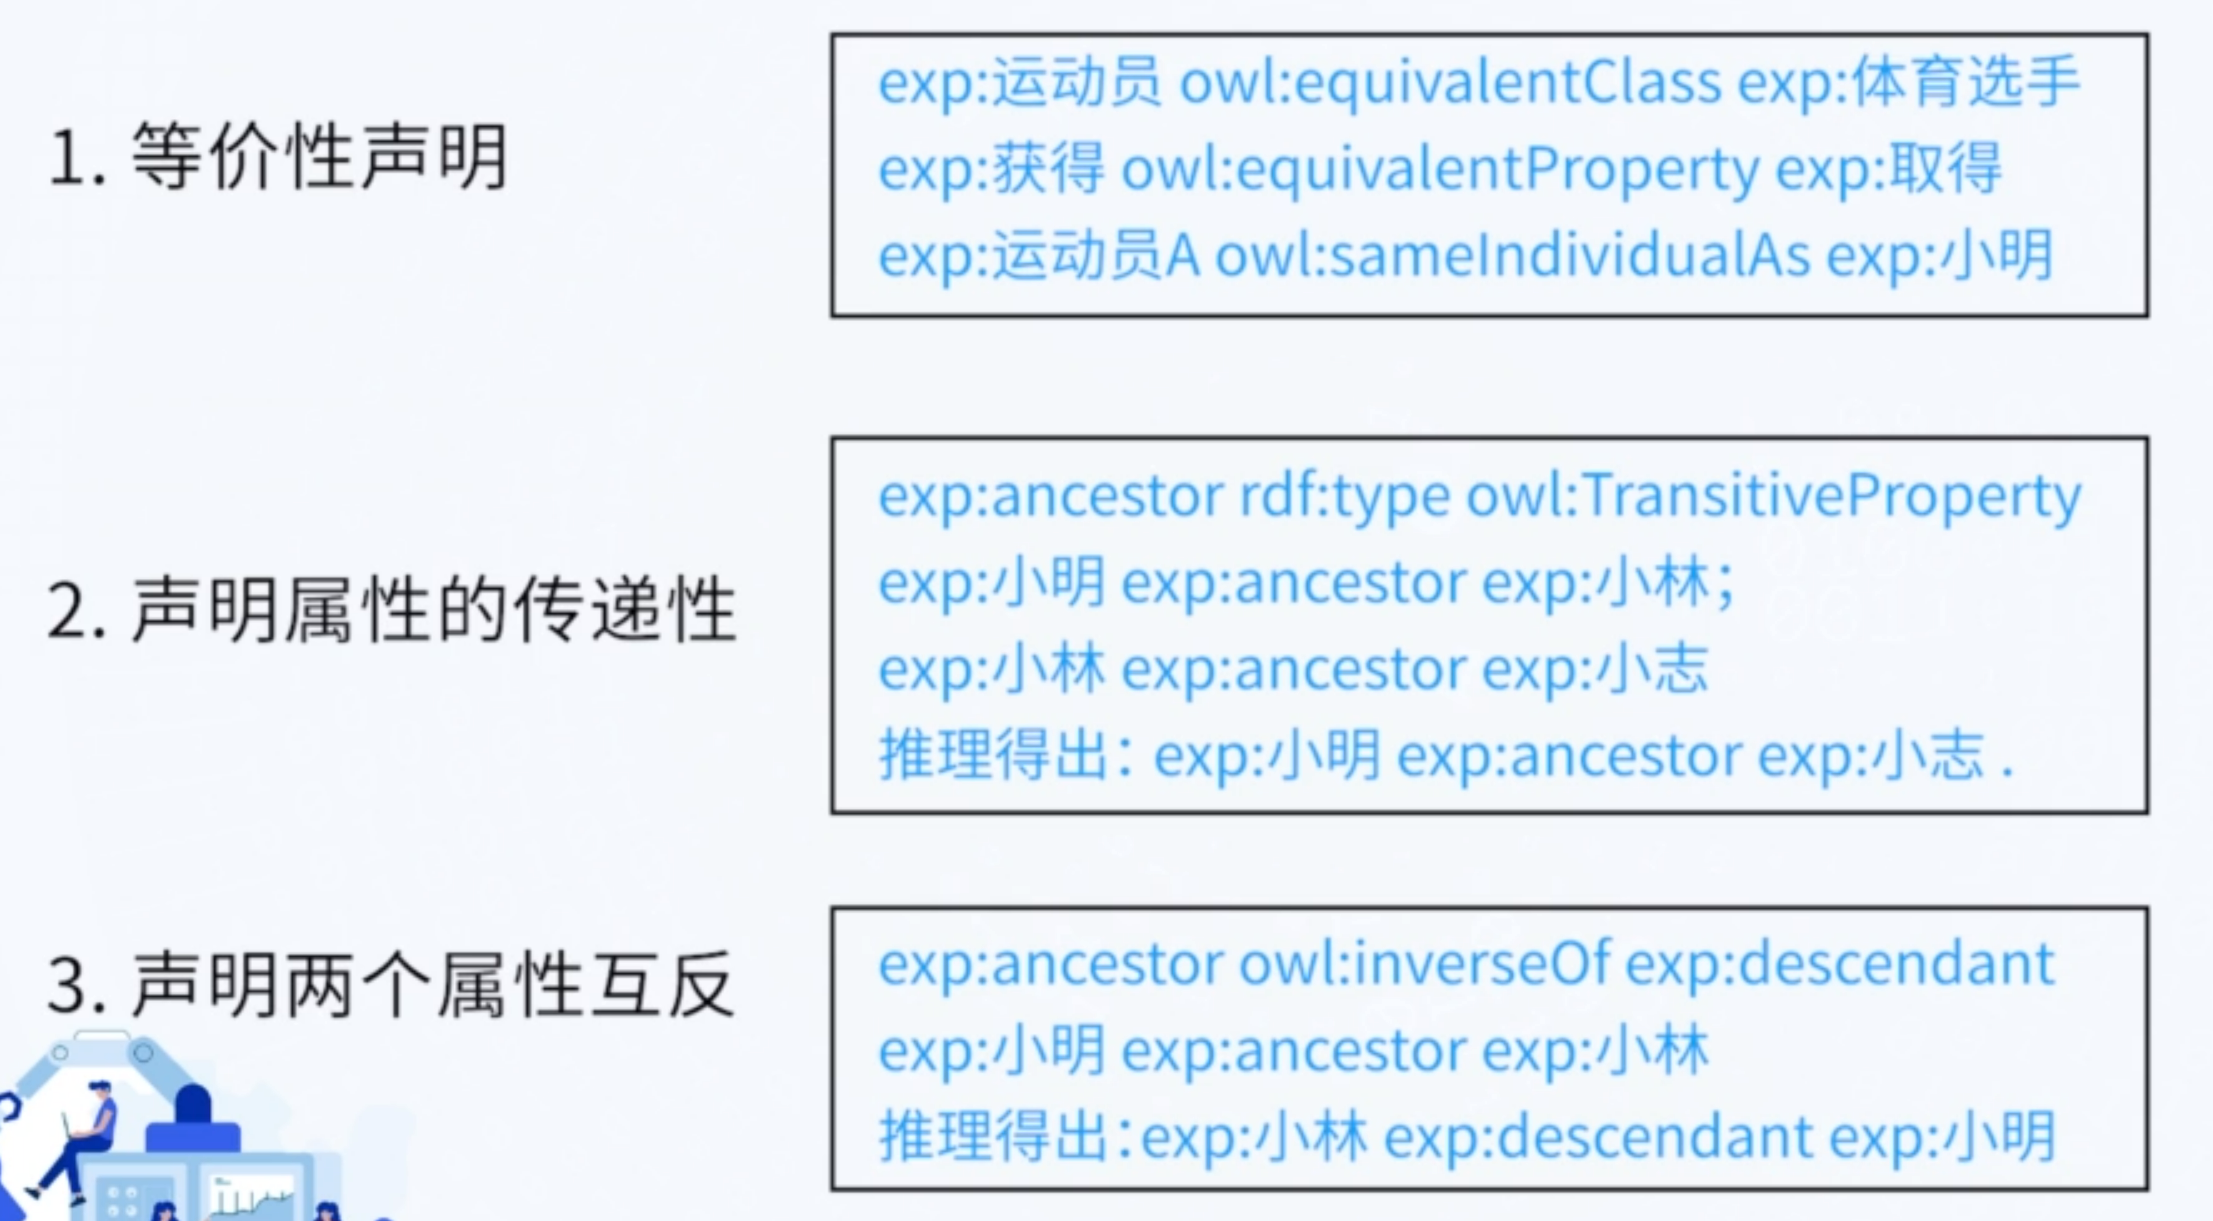 1. 等价性声明
exp:运动员 owl:equivalentClass exp:体育选手
exp:获得 owl:equivalentProperty exp:取得
exp:运动员A owl:sameIndividualAs exp:小明
2. 声明属性的传递性
exp:ancestor rdf:type owl:TransitiveProperty
exp:小明 exp:ancestor exp:小林；
exp:小林 exp:ancestor exp:小志
推理得出：exp:小明 exp:ancestor exp:小志 .
3. 声明两个属性互反
exp:ancestor owl:inverseOf exp:descendant
exp:小明 exp:ancestor exp:小林
推理得出：exp:小林 exp:descendant exp:小明